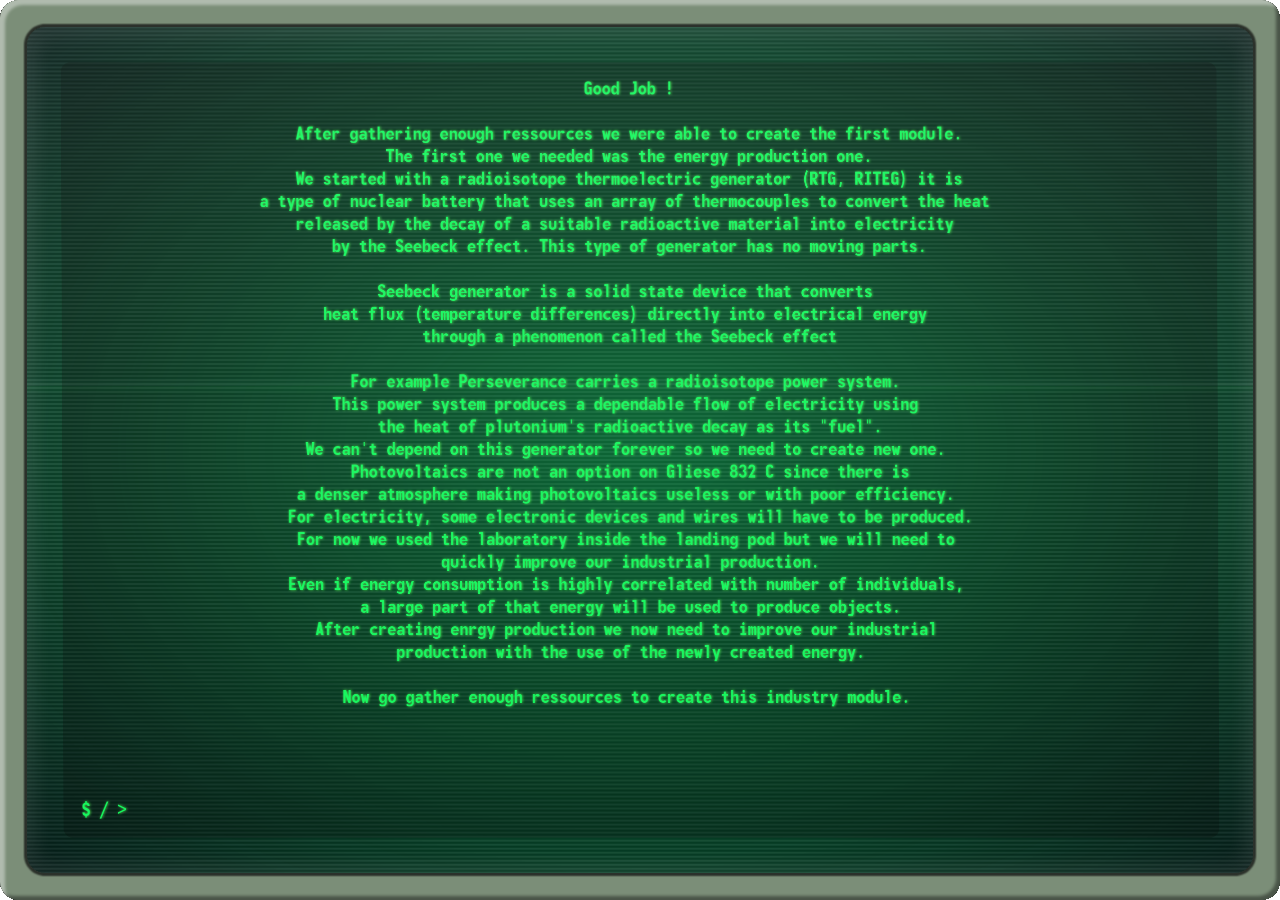 Good Job !
After gathering enough ressources we were able to create the first module.
The first one we needed was the energy production one.
We started with a radioisotope thermoelectric generator (RTG, RITEG) it is
a type of nuclear battery that uses an array of thermocouples to convert the heat
released by the decay of a suitable radioactive material into electricity
by the Seebeck effect. This type of generator has no moving parts.
Seebeck generator is a solid state device that converts
heat flux (temperature differences) directly into electrical energy
through a phenomenon called the Seebeck effect
For example Perseverance carries a radioisotope power system.
This power system produces a dependable flow of electricity using
the heat of plutonium's radioactive decay as its "fuel".
We can't depend on this generator forever so we need to create new one.
Photovoltaics are not an option on Gliese 832 C since there is
a denser atmosphere making photovoltaics useless or with poor efficiency.
For electricity, some electronic devices and wires will have to be produced.
For now we used the laboratory inside the landing pod but we will need to
quickly improve our industrial production.
Even if energy consumption is highly correlated with number of individuals,
a large part of that energy will be used to produce objects.
After creating enrgy production we now need to improve our industrial
production with the use of the newly created energy.
Now go gather enough ressources to create this industry module.
$ / >